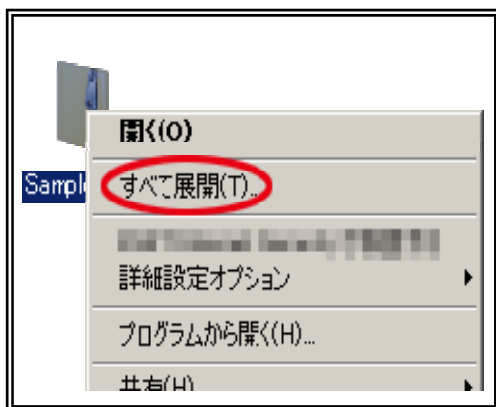 開く(O)
Sample
すべて展開(T)...
詳細設定オプション
プログラムから開く(H)...
共有(H)